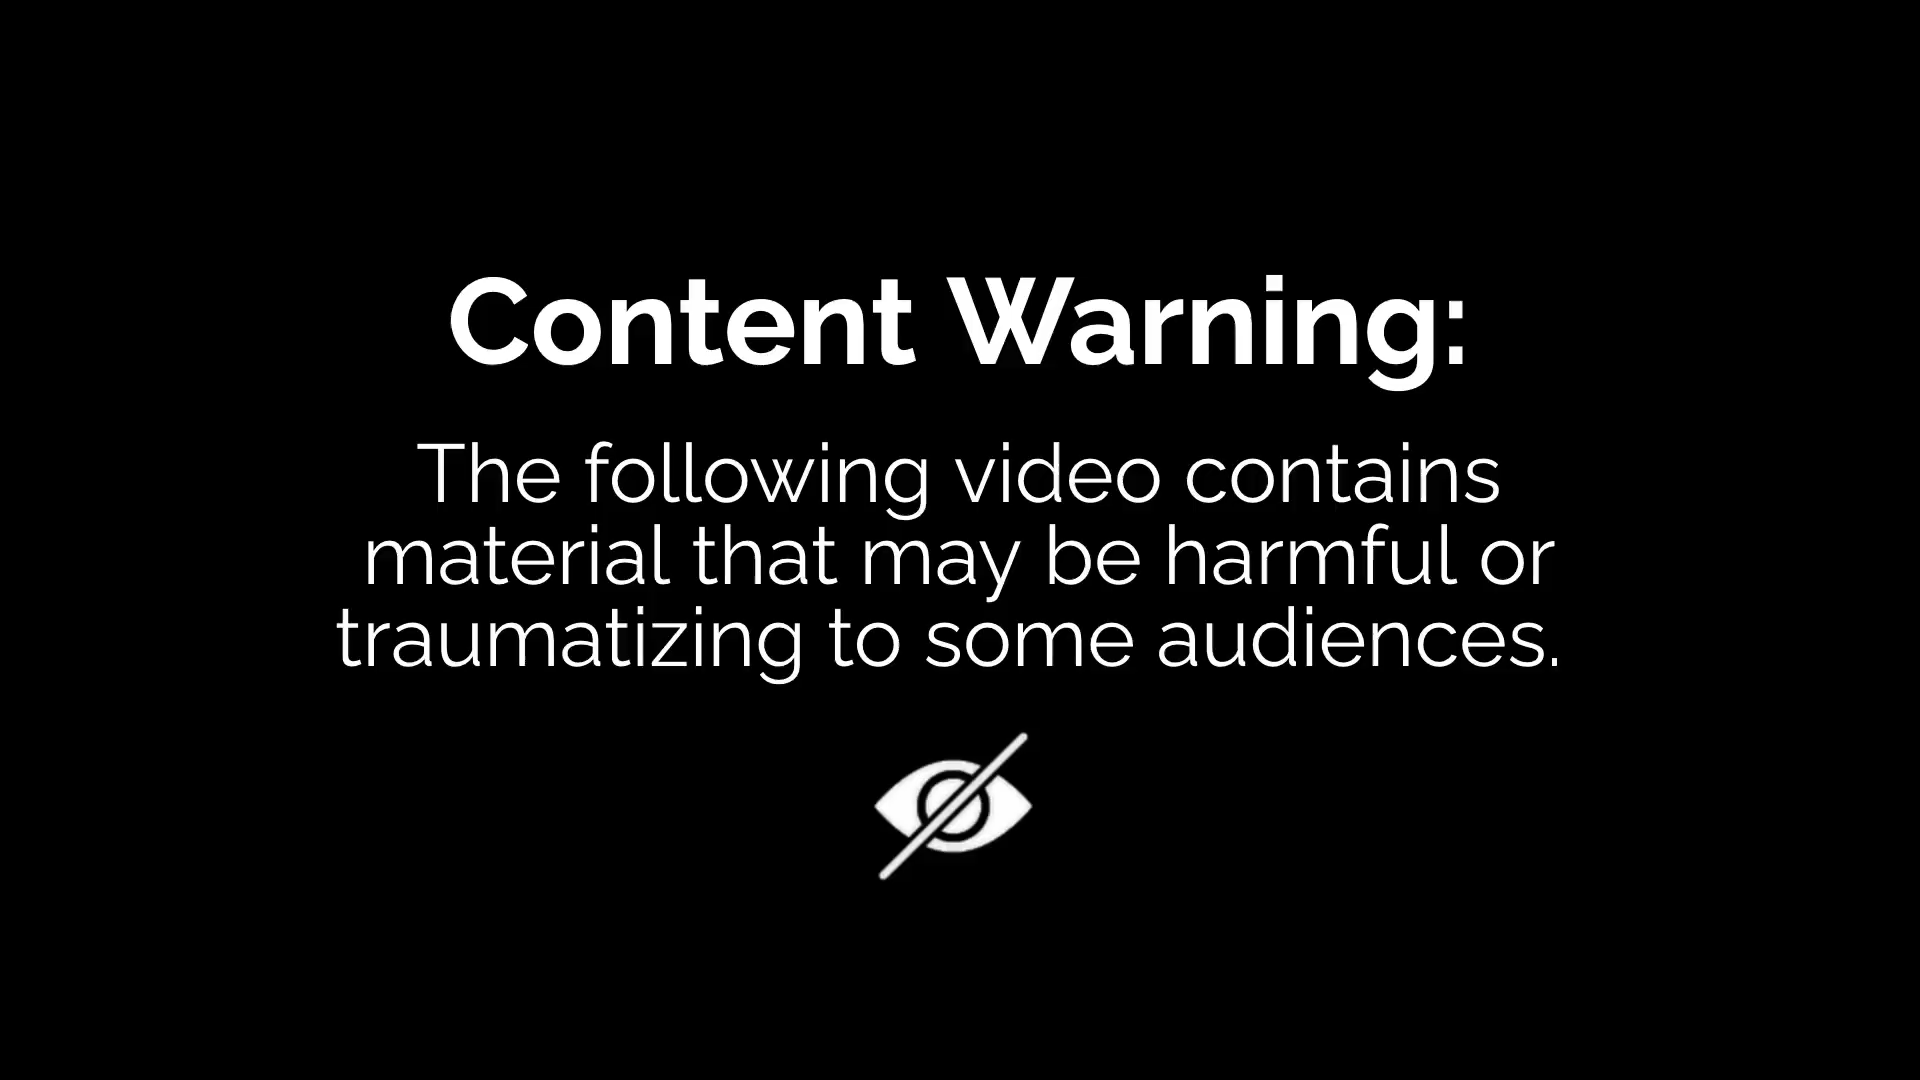 Content Warning:
The following video contains
material that may be harmful or
traumatizing to some audiences.